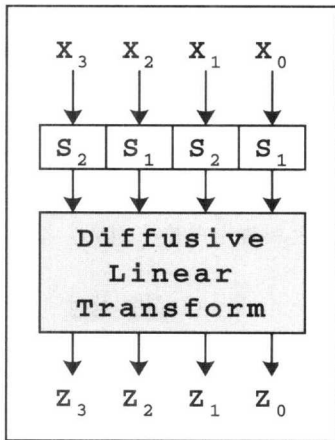 X₃ X₂ X₁ X₀
S₂ S₁ S₂ S₁
Diffusive
Linear
Transform
Z₃ Z₂ Z₁ Z₀